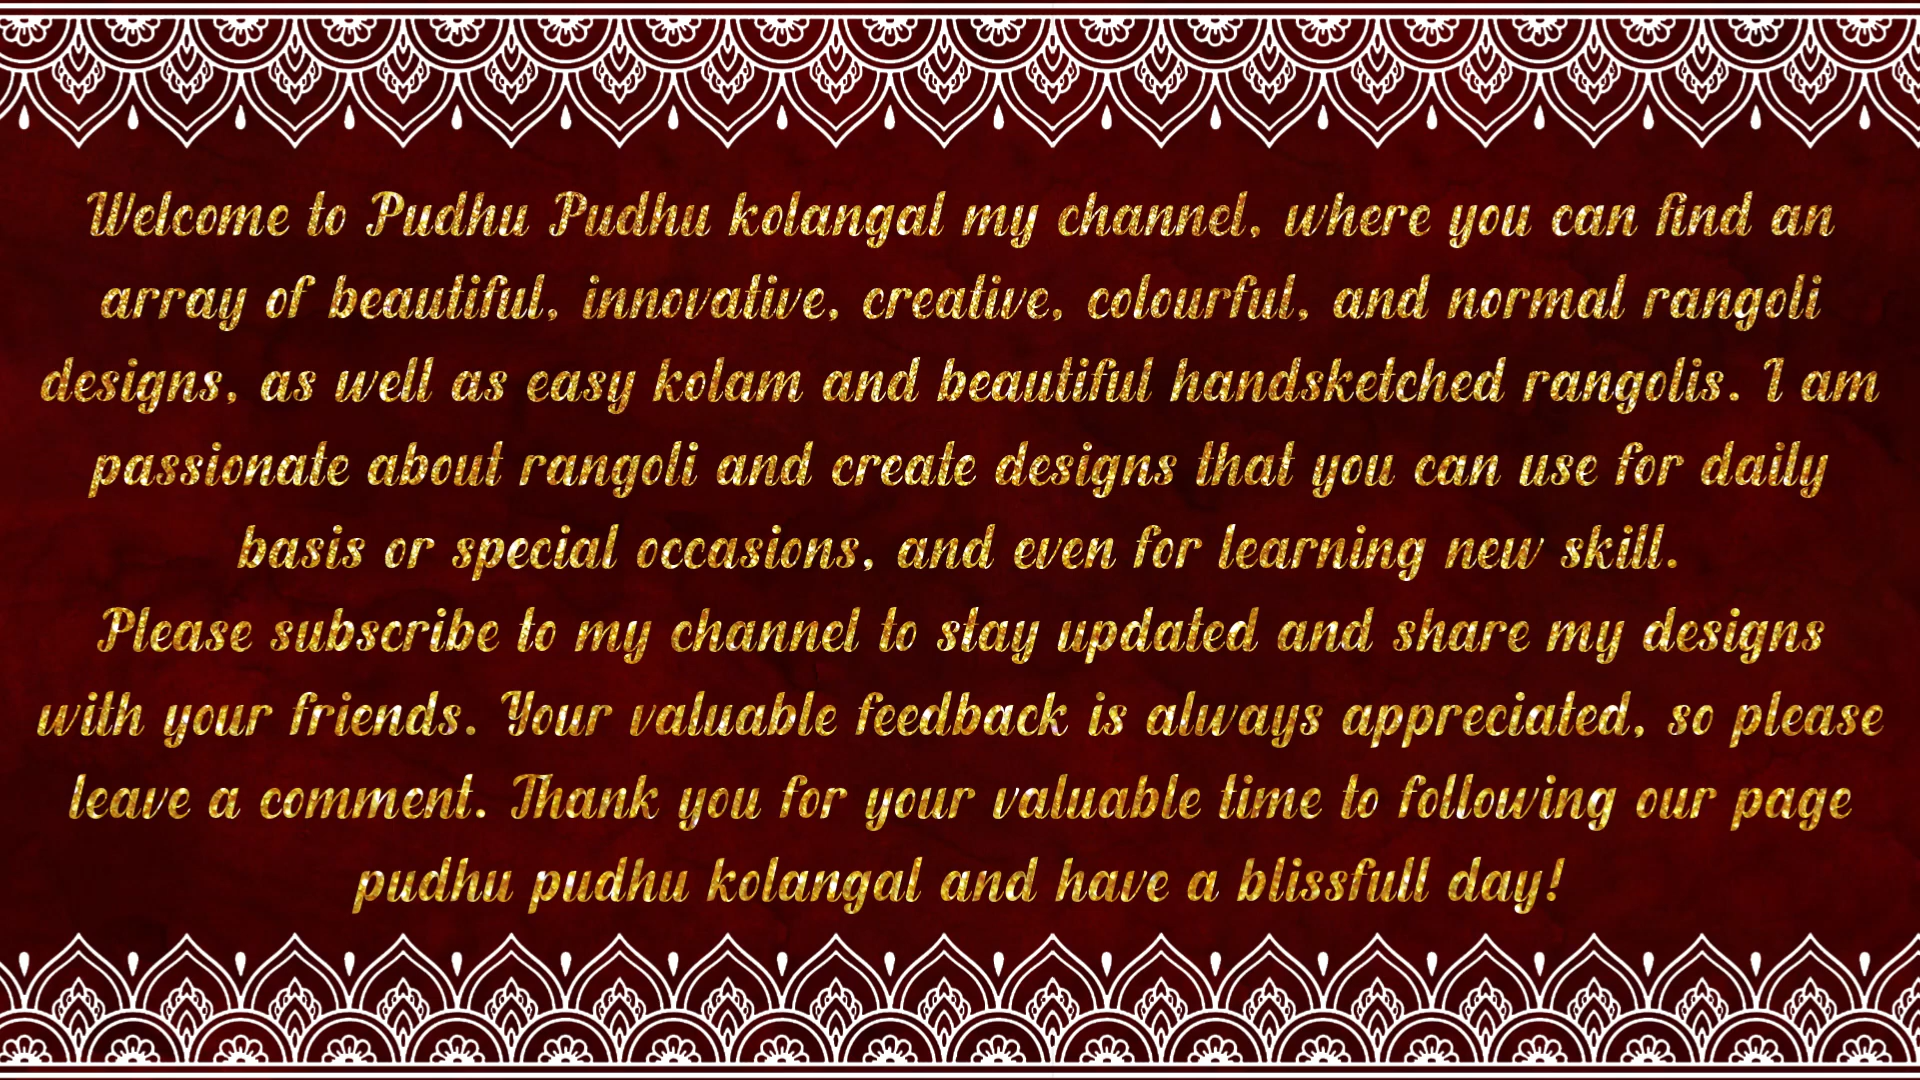 Welcome to Pudhu Pudhu kolangal my channel, where you can find an
array of beautiful, innovative, creative, colourful, and normal rangoli
designs, as well as easy kolam and beautiful handsketched rangolis. I am
passionate about rangoli and create designs that you can use for daily
basis or special occasions, and even for learning new skill.
Please subscribe to my channel to stay updated and share my designs
with your friends. Your valuable feedback is always appreciated, so please
leave a comment. Thank you for your valuable time to following our page
pudhu pudhu kolangal and have a blissfull day!